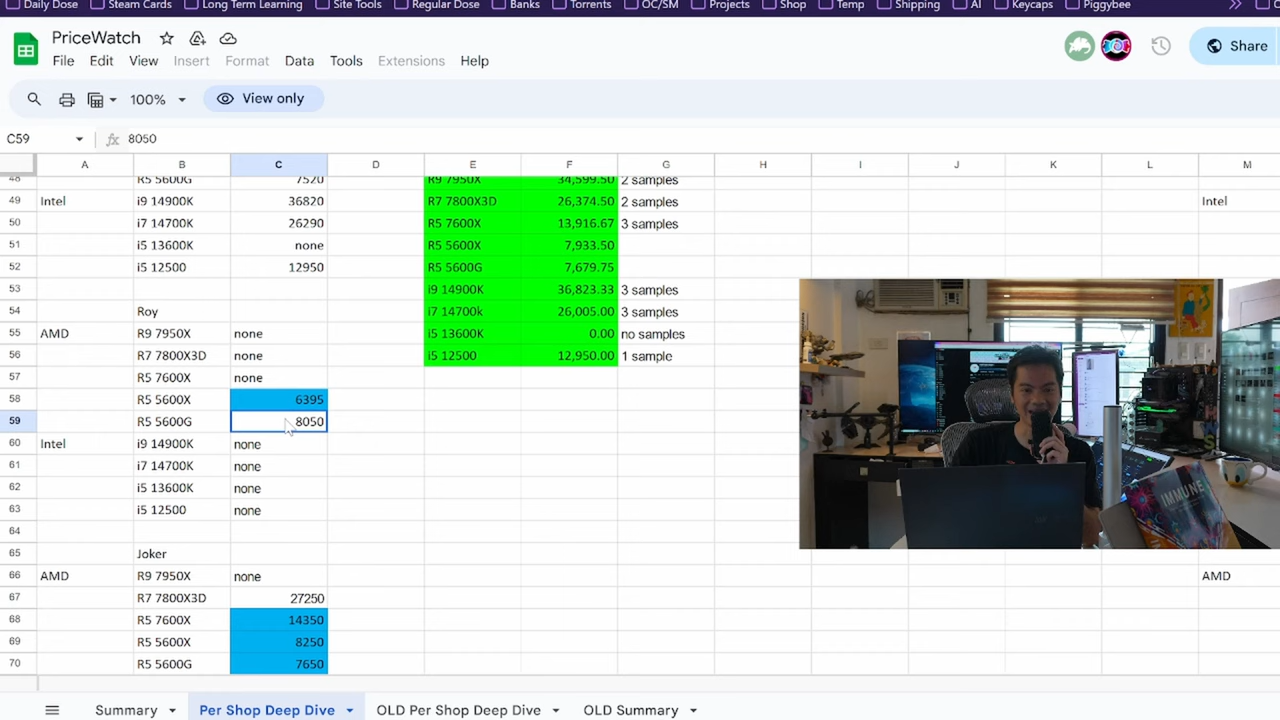 Daily Dose Steam Cards Long Term Learning Site Tools Regular Dose Banks Torrents OC/SM Projects Shop Temp Shipping AI Keycaps Piggybee
PriceWatch
File Edit View Insert Format Data Tools Extensions Help
Share
100% View only
C59 fx 8050
A B C D E F G H I J K L M
48 R5 5600G 7520 R9 7950X 34,599.50 2 samples
49 Intel i9 14900K 36820 R7 7800X3D 26,374.50 2 samples Intel
50 i7 14700K 26290 R5 7600X 13,916.67 3 samples
51 i5 13600K none R5 5600X 7,933.50
52 i5 12500 12950 R5 5600G 7,679.75
53 i9 14900K 36,823.33 3 samples
54 Roy i7 14700k 26,005.00 3 samples
55 AMD R9 7950X none i5 13600K 0.00 no samples
56 R7 7800X3D none i5 12500 12,950.00 1 sample
57 R5 7600X none
58 R5 5600X 6395
59 R5 5600G 8050
60 Intel i9 14900K none
61 i7 14700K none
62 i5 13600K none
63 i5 12500 none
64
65 Joker
66 AMD R9 7950X none AMD
67 R7 7800X3D 27250
68 R5 7600X 14350
69 R5 5600X 8250
70 R5 5600G 7650
IMMUNE
Summary Per Shop Deep Dive OLD Per Shop Deep Dive OLD Summary